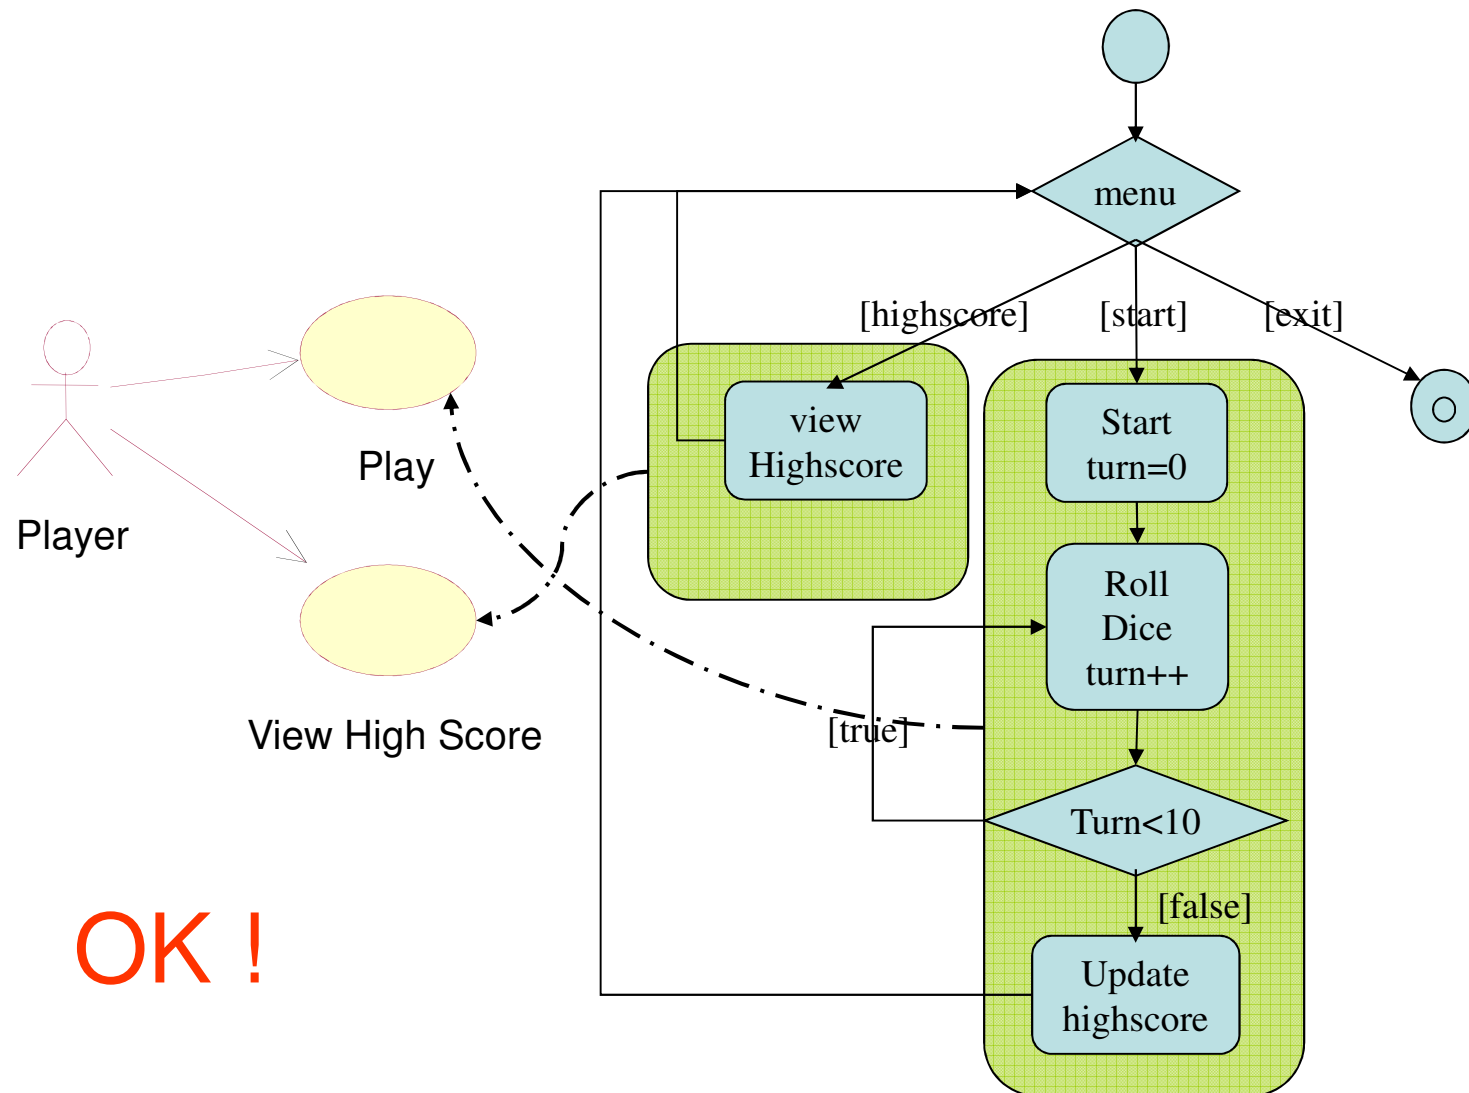 menu
[highscore]
[start]
[exit]
view
Highscore
Start
turn=0
Play
Player
Roll
Dice
turn++
View High Score
[true]
Turn<10
[false]
OK !
Update
highscore